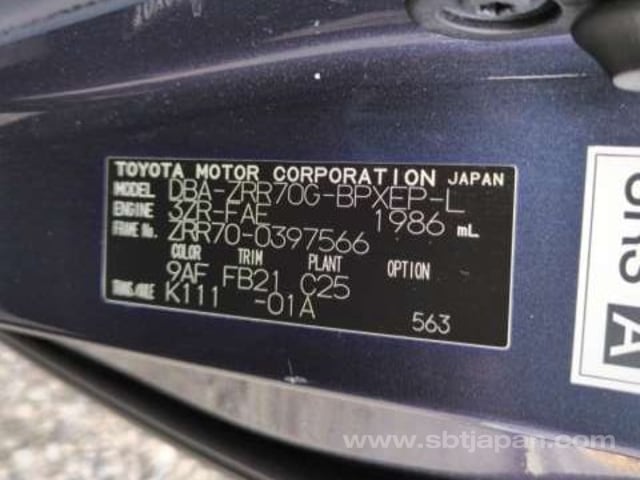 TOYOTA MOTOR CORPORATION JAPAN
MODEL DBA-ZRR70G-BPXEP-L
ENGINE 3ZR-FAE 1986 mL
FRAME No. ZRR70-0397566
COLOR TRIM PLANT OPTION
9AF FB21 C25
TRANS/AXLE K111 -01A
563
A
www.sbtjapan.com